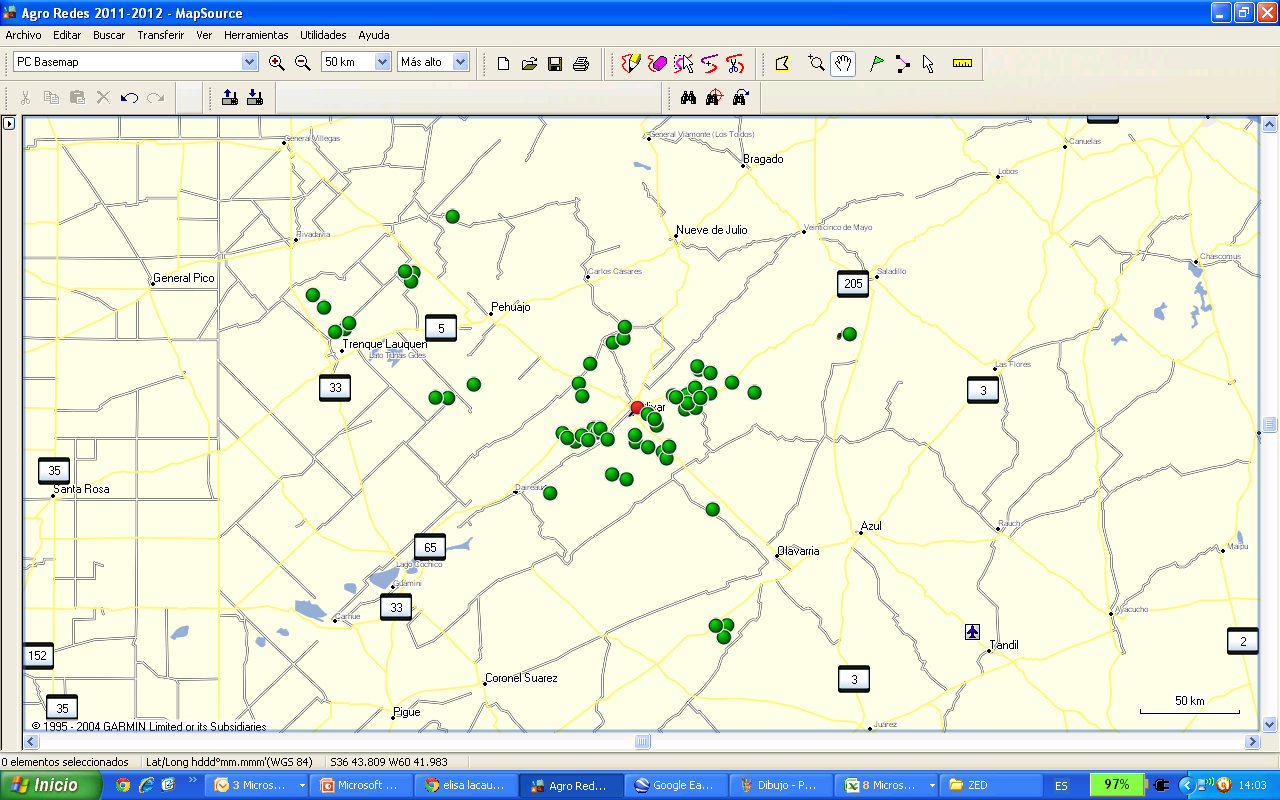 Agro Redes 2011-2012 - MapSource
Archivo Editar Buscar Transferir Ver Herramientas Utilidades Ayuda
PC Basemap 50 km Más alto
General Villegas
General Viamonte (Los Toldos)
Bragado
Canuelas
Lobos
Rivadavia
Nueve de Julio
Veinticinco de Mayo
General Pico
Carlos Casares
205
Saladillo
Chascomus
5
Pehuajo
Trenque Lauquen
33
3
Las Flores
35
Santa Rosa
Daireaux
Azul
Rauch
65
Olavarria
Maipu
Lago Cochico
Guamini
33
Carhue
Ayacucho
152
Tandil
2
Coronel Suarez
3
35
Pigue
Juarez
50 km
© 1995 - 2004 GARMIN Limited or its Subsidiaries
0 elementos seleccionados Lat/Long hddd°mm.mmm'(WGS 84) S36 43.809 W60 41.983
Inicio 3 Micros... Microsoft ... elisa lacau... Agro Red... Google Ea... Dibujo - P... 8 Micros... ZED ES 97% 14:03